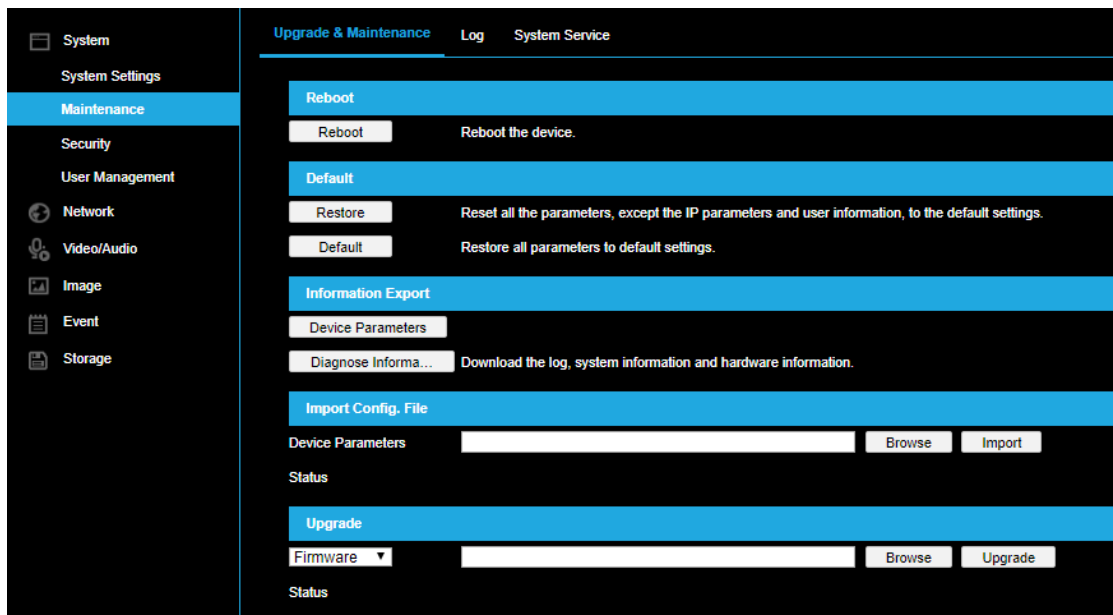 System
System Settings
Maintenance
Security
User Management
Network
Video/Audio
Image
Event
Storage
Upgrade & Maintenance Log System Service
Reboot
Reboot Reboot the device.
Default
Restore Reset all the parameters, except the IP parameters and user information, to the default settings.
Default Restore all parameters to default settings.
Information Export
Device Parameters
Diagnose Informa... Download the log, system information and hardware information.
Import Config. File
Device Parameters Browse Import
Status
Upgrade
Firmware Browse Upgrade
Status